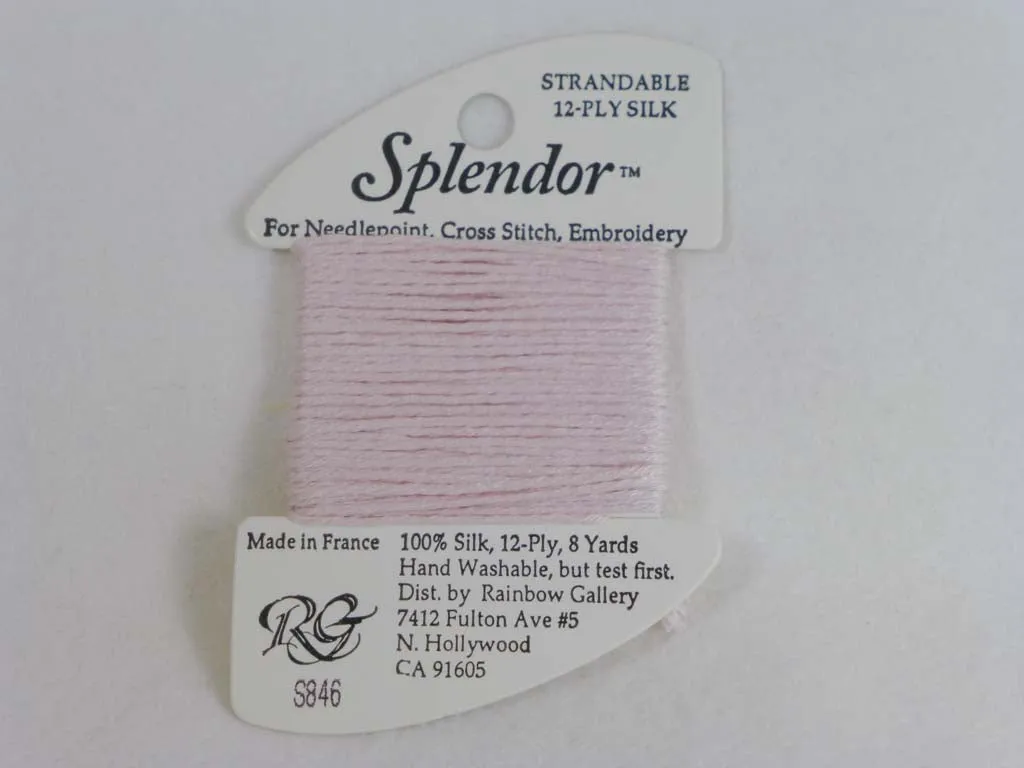 STRANDABLE
12-PLY SILK
Splendor™
For Needlepoint, Cross Stitch, Embroidery
Made in France
100% Silk, 12-Ply, 8 Yards
Hand Washable, but test first.
Dist. by Rainbow Gallery
7412 Fulton Ave #5
N. Hollywood
CA 91605
RG
S846